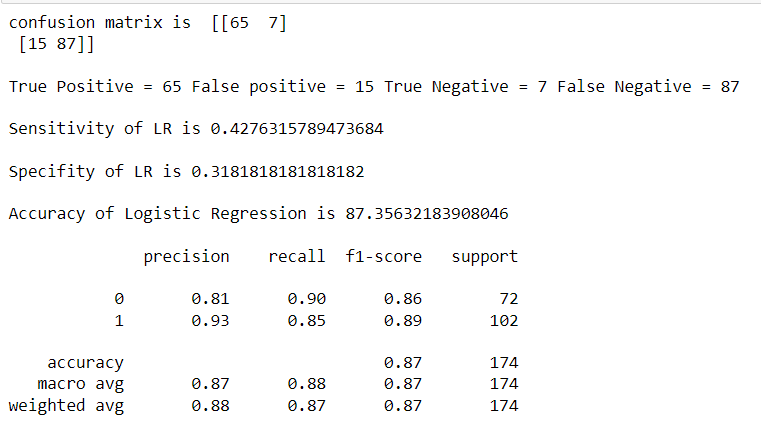 confusion matrix is [[65 7]
[15 87]]
True Positive = 65 False positive = 15 True Negative = 7 False Negative = 87
Sensitivity of LR is 0.4276315789473684
Specifity of LR is 0.3181818181818182
Accuracy of Logistic Regression is 87.35632183908046
precision recall f1-score support
0 0.81 0.90 0.86 72
1 0.93 0.85 0.89 102
accuracy 0.87 174
macro avg 0.87 0.88 0.87 174
weighted avg 0.88 0.87 0.87 174